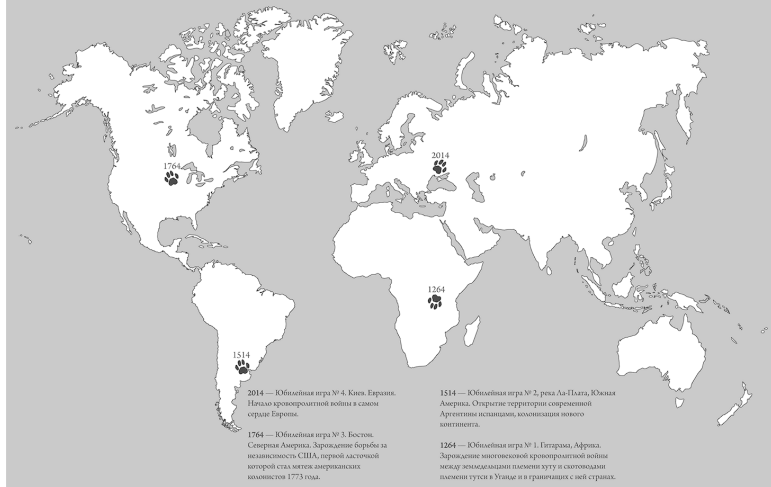 1764
2014
1264
1514
2014 — Юбилейная игра № 4. Киев. Евразия.
Начало кровопролитной войны в самом
сердце Европы.
1764 — Юбилейная игра № 3. Бостон.
Северная Америка. Зарождение борьбы за
независимость США, первой ласточкой
которой стал мятеж американских
колонистов 1773 года.
1514 — Юбилейная игра № 2, река Ла-Плата, Южная
Америка. Открытие территории современной
Аргентины испанцами, колонизация нового
континента.
1264 — Юбилейная игра № 1. Гитарама, Африка.
Зарождение многовековой кровопролитной войны
между земледельцами племени хуту и скотоводами
племени тутси в Уганде и в граничащих с ней странах.